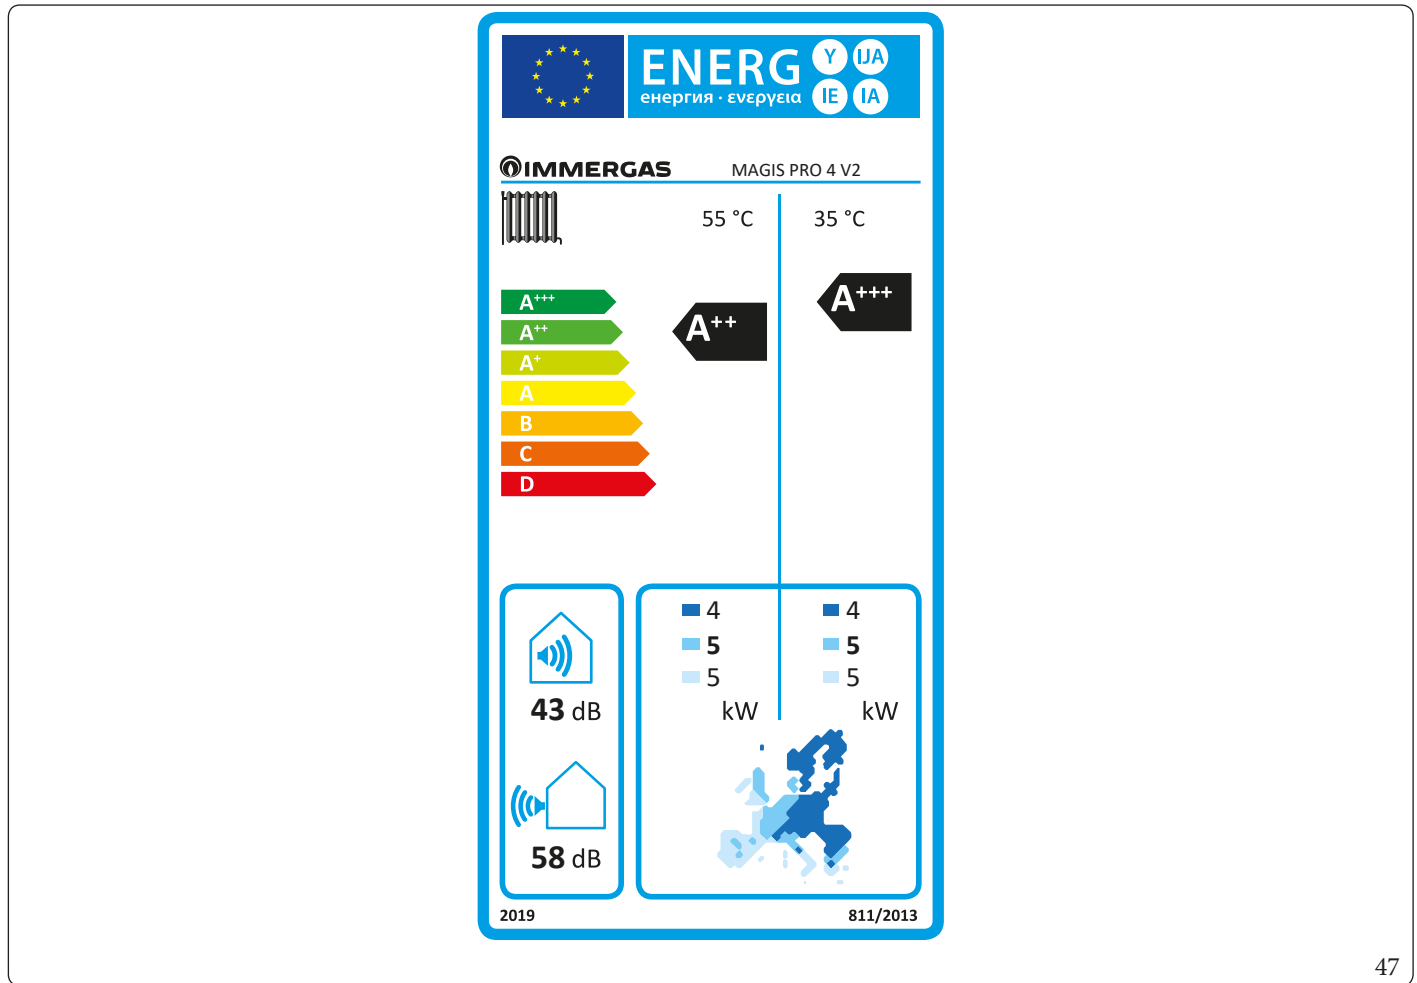 ENERG Y IJA
енергия · ενεργεια IE IA
IMMERGAS MAGIS PRO 4 V2
55 °C 35 °C
A+++
A+++
A++
A++
A+
A
B
C
D
4 4
5 5
5 5
kW kW
43 dB
58 dB
2019 811/2013
47